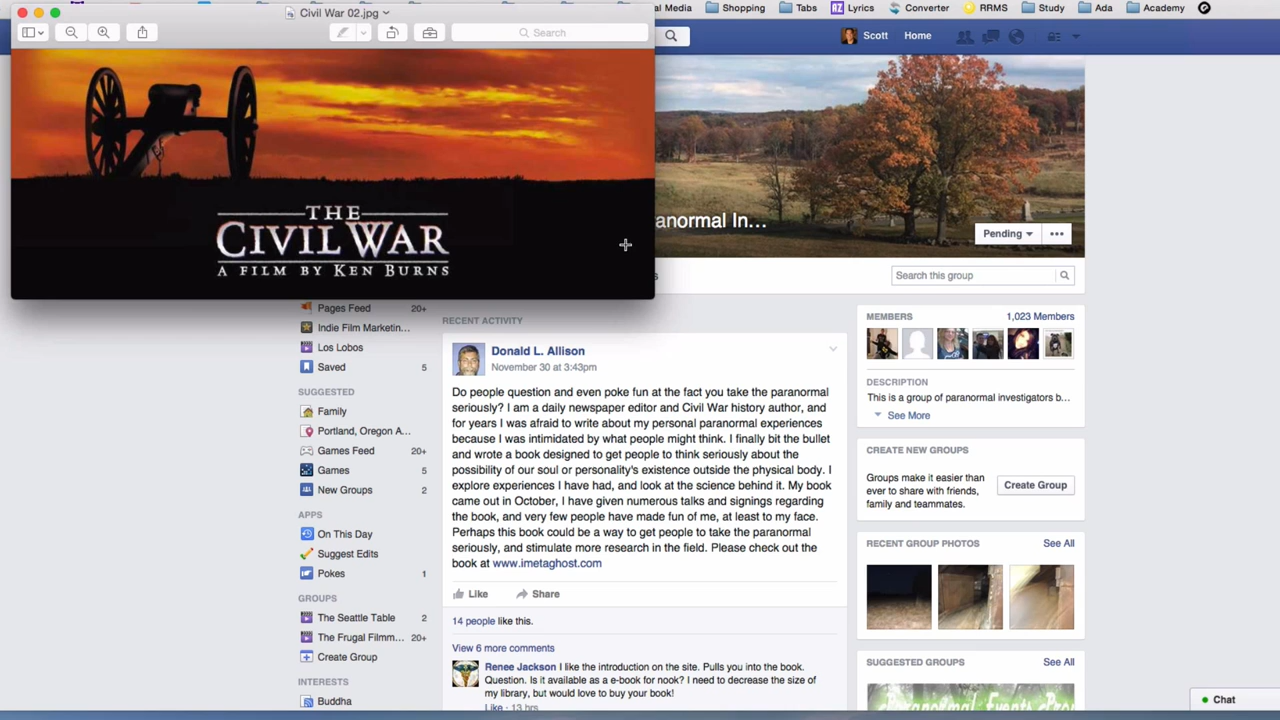 Civil War 02.jpg
al Media
Shopping
Tabs
Lyrics
Converter
RRMS
Study
Ada
Academy
Search
Scott
Home
THE
CIVIL WAR
A FILM BY KEN BURNS
anormal In...
Pending
Search this group
Pages Feed 20+
Indie Film Marketin...
Los Lobos
Saved 5
SUGGESTED
Family
Portland, Oregon A...
Games Feed 20+
Games 5
New Groups 2
APPS
On This Day
Suggest Edits
Pokes 1
GROUPS
The Seattle Table 2
The Frugal Filmm... 20+
Create Group
INTERESTS
Buddha
RECENT ACTIVITY
Donald L. Allison
November 30 at 3:43pm
Do people question and even poke fun at the fact you take the paranormal
seriously? I am a daily newspaper editor and Civil War history author, and
for years I was afraid to write about my personal paranormal experiences
because I was intimidated by what people might think. I finally bit the bullet
and wrote a book designed to get people to think seriously about the
possibility of our soul or personality's existence outside the physical body. I
explore experiences I have had, and look at the science behind it. My book
came out in October, I have given numerous talks and signings regarding
the book, and very few people have made fun of me, at least to my face.
Perhaps this book could be a way to get people to take the paranormal
seriously, and stimulate more research in the field. Please check out the
book at www.imetaghost.com
Like Share
14 people like this.
View 6 more comments
Renee Jackson I like the introduction on the site. Pulls you into the book.
Question. Is it available as a e-book for nook? I need to decrease the size of
my library, but would love to buy your book!
Like · 13 hrs
MEMBERS 1,023 Members
DESCRIPTION
This is a group of paranormal investigators b...
See More
CREATE NEW GROUPS
Groups make it easier than
ever to share with friends,
family and teammates.
Create Group
RECENT GROUP PHOTOS See All
SUGGESTED GROUPS See All
Chat